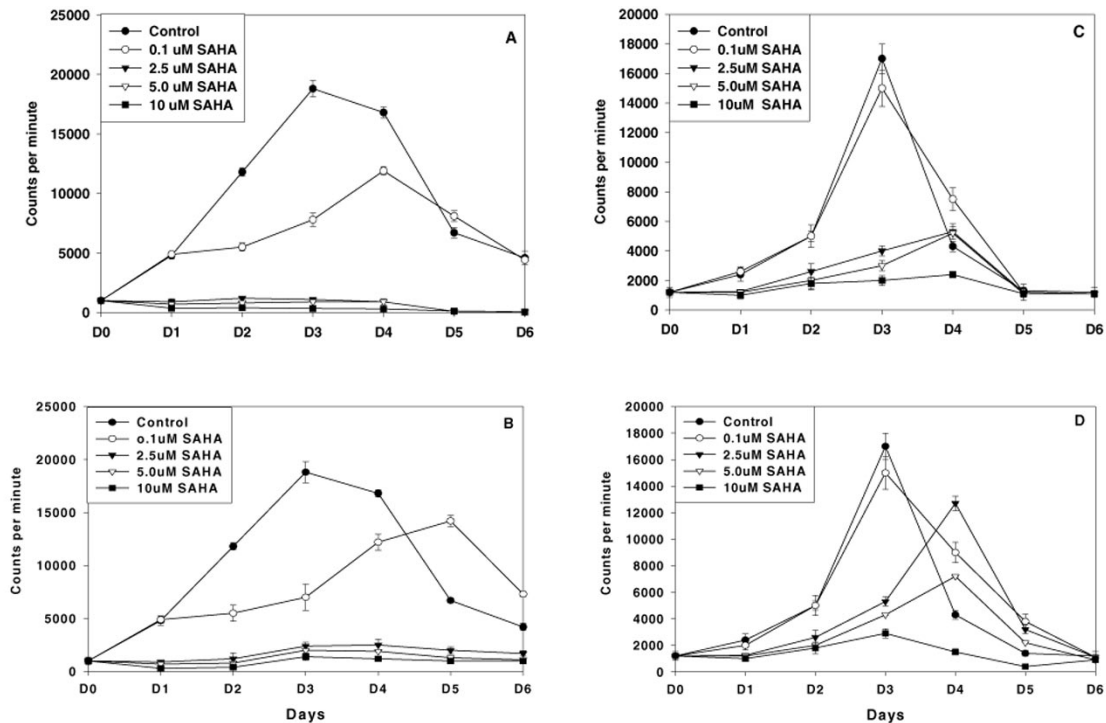 A
Control
0.1 uM SAHA
2.5 uM SAHA
5.0 uM SAHA
10 uM SAHA
Counts per minute
25000
20000
15000
10000
5000
0
D0 D1 D2 D3 D4 D5 D6
C
Control
0.1uM SAHA
2.5uM SAHA
5.0uM SAHA
10uM SAHA
Counts per minute
20000
18000
16000
14000
12000
10000
8000
6000
4000
2000
0
D0 D1 D2 D3 D4 D5 D6
B
Control
o.1uM SAHA
2.5uM SAHA
5.0uM SAHA
10uM SAHA
Counts per minute
25000
20000
15000
10000
5000
0
D0 D1 D2 D3 D4 D5 D6
Days
D
Control
0.1uM SAHA
2.5uM SAHA
5.0uM SAHA
10uM SAHA
Counts per minute
20000
18000
16000
14000
12000
10000
8000
6000
4000
2000
0
D0 D1 D2 D3 D4 D5 D6
Days